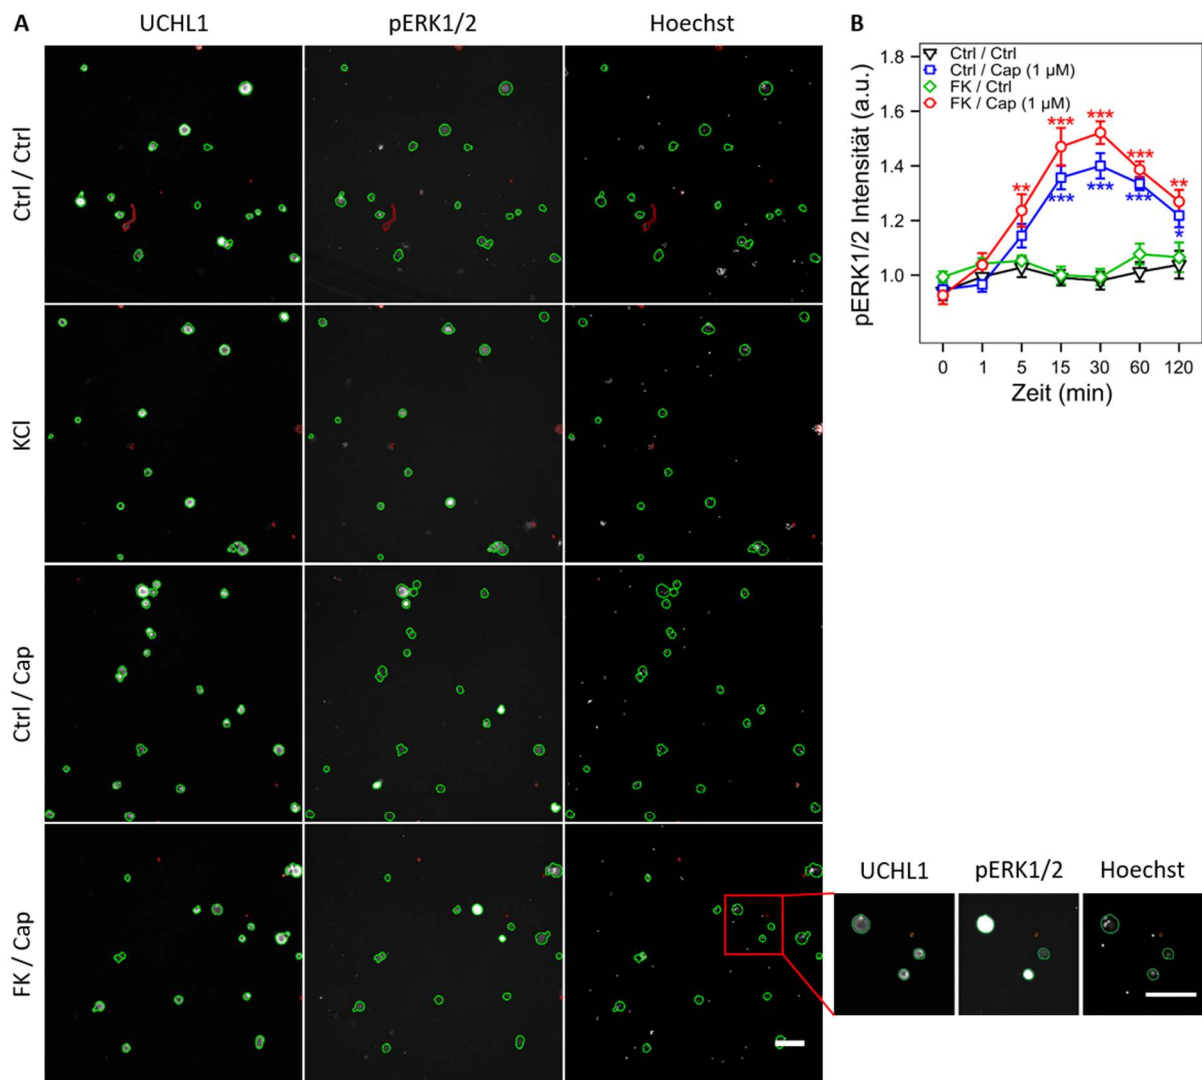 A
UCHL1
pERK1/2
Hoechst
Ctrl / Ctrl
KCl
Ctrl / Cap
FK / Cap
UCHL1
pERK1/2
Hoechst
B
Ctrl / Ctrl
Ctrl / Cap (1 µM)
FK / Ctrl
FK / Cap (1 µM)
pERK1/2 Intensität (a.u.)
1.8
1.6
1.4
1.2
1.0
**
***
***
***
**
***
***
***
*
0 1 5 15 30 60 120
Zeit (min)